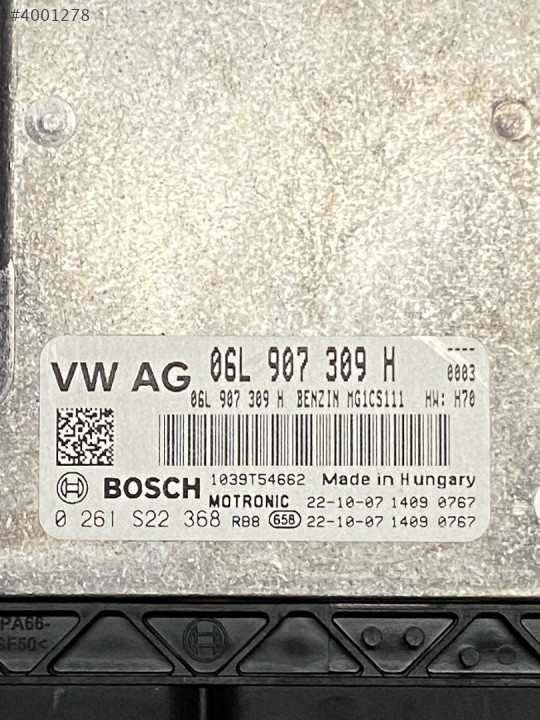 #4001278
VW AG 06L 907 309 H ----
0003
06L 907 309 H BENZIN MG1CS111 HW: H70
1039T54662 Made in Hungary
BOSCH MOTRONIC 22-10-07 1409 0767
0 261 S22 368 RB8 658 22-10-07 1409 0767
PA66-
GF50<